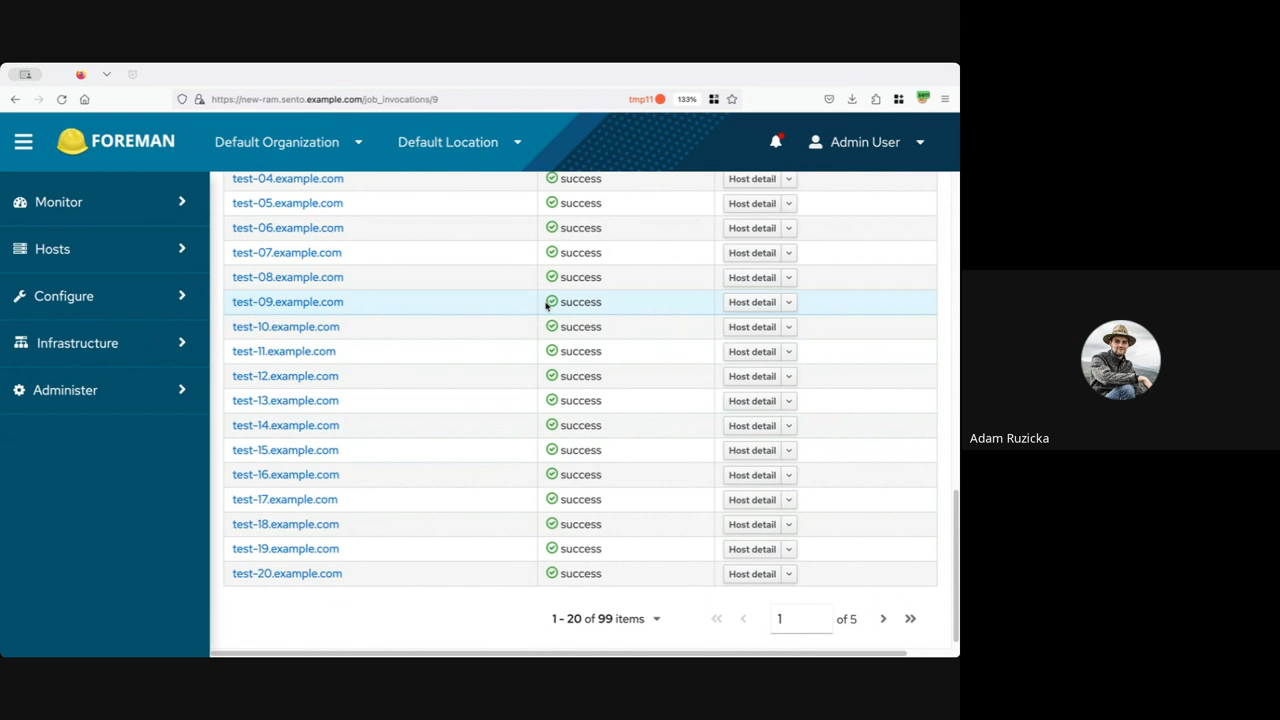 https://new-ram.sento.example.com/job_invocations/9
tmp11
133%
FOREMAN
Default Organization
Default Location
Admin User
Monitor
Hosts
Configure
Infrastructure
Administer
test-04.example.com success Host detail
test-05.example.com success Host detail
test-06.example.com success Host detail
test-07.example.com success Host detail
test-08.example.com success Host detail
test-09.example.com success Host detail
test-10.example.com success Host detail
test-11.example.com success Host detail
test-12.example.com success Host detail
test-13.example.com success Host detail
test-14.example.com success Host detail
test-15.example.com success Host detail
test-16.example.com success Host detail
test-17.example.com success Host detail
test-18.example.com success Host detail
test-19.example.com success Host detail
test-20.example.com success Host detail
1 - 20 of 99 items
1 of 5
Adam Ruzicka